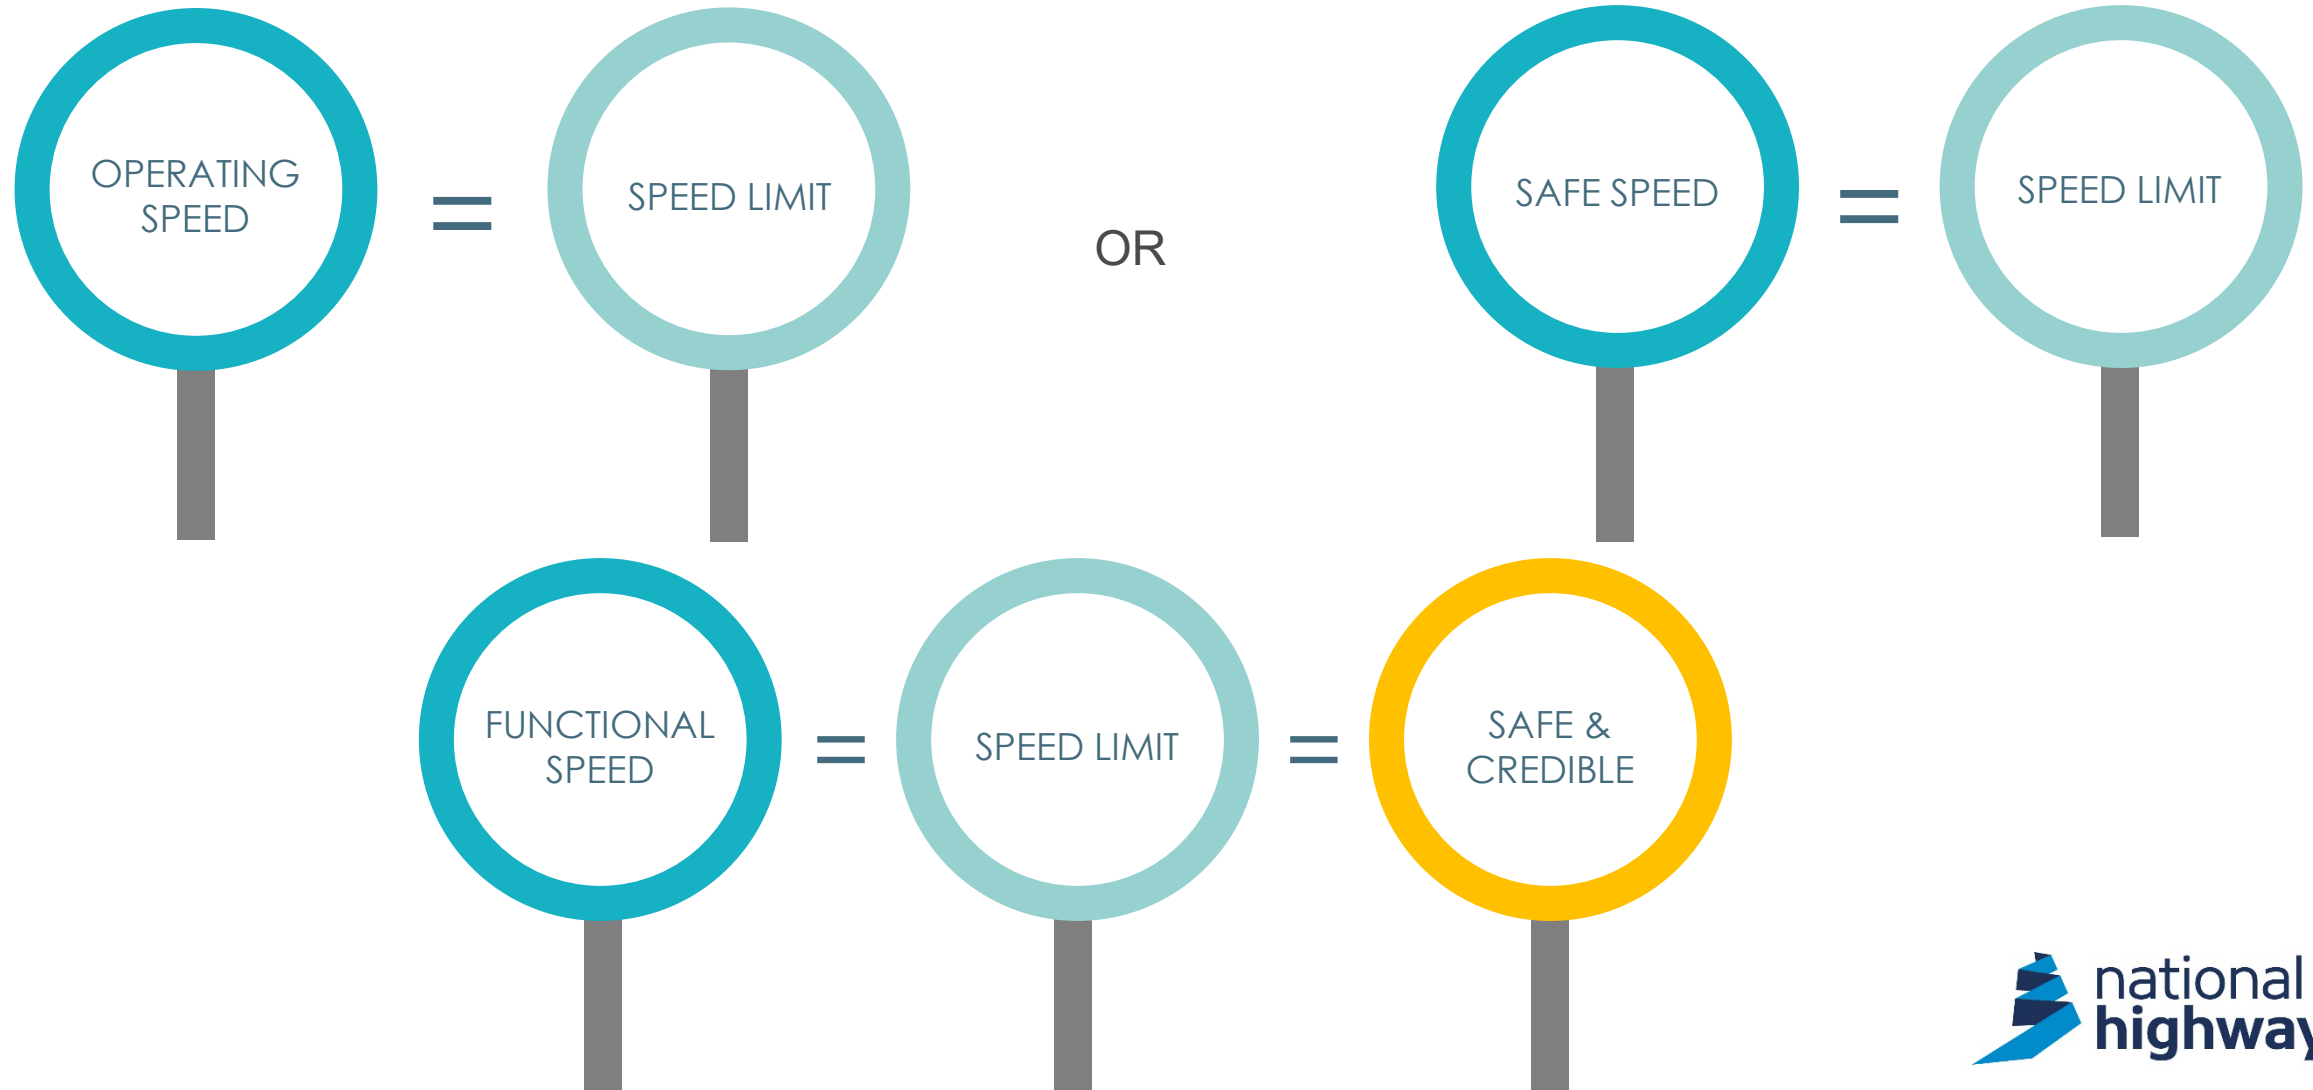 OPERATING
SPEED
=
SPEED LIMIT
OR
SAFE SPEED
=
SPEED LIMIT
FUNCTIONAL
SPEED
=
SPEED LIMIT
=
SAFE &
CREDIBLE
national
highway